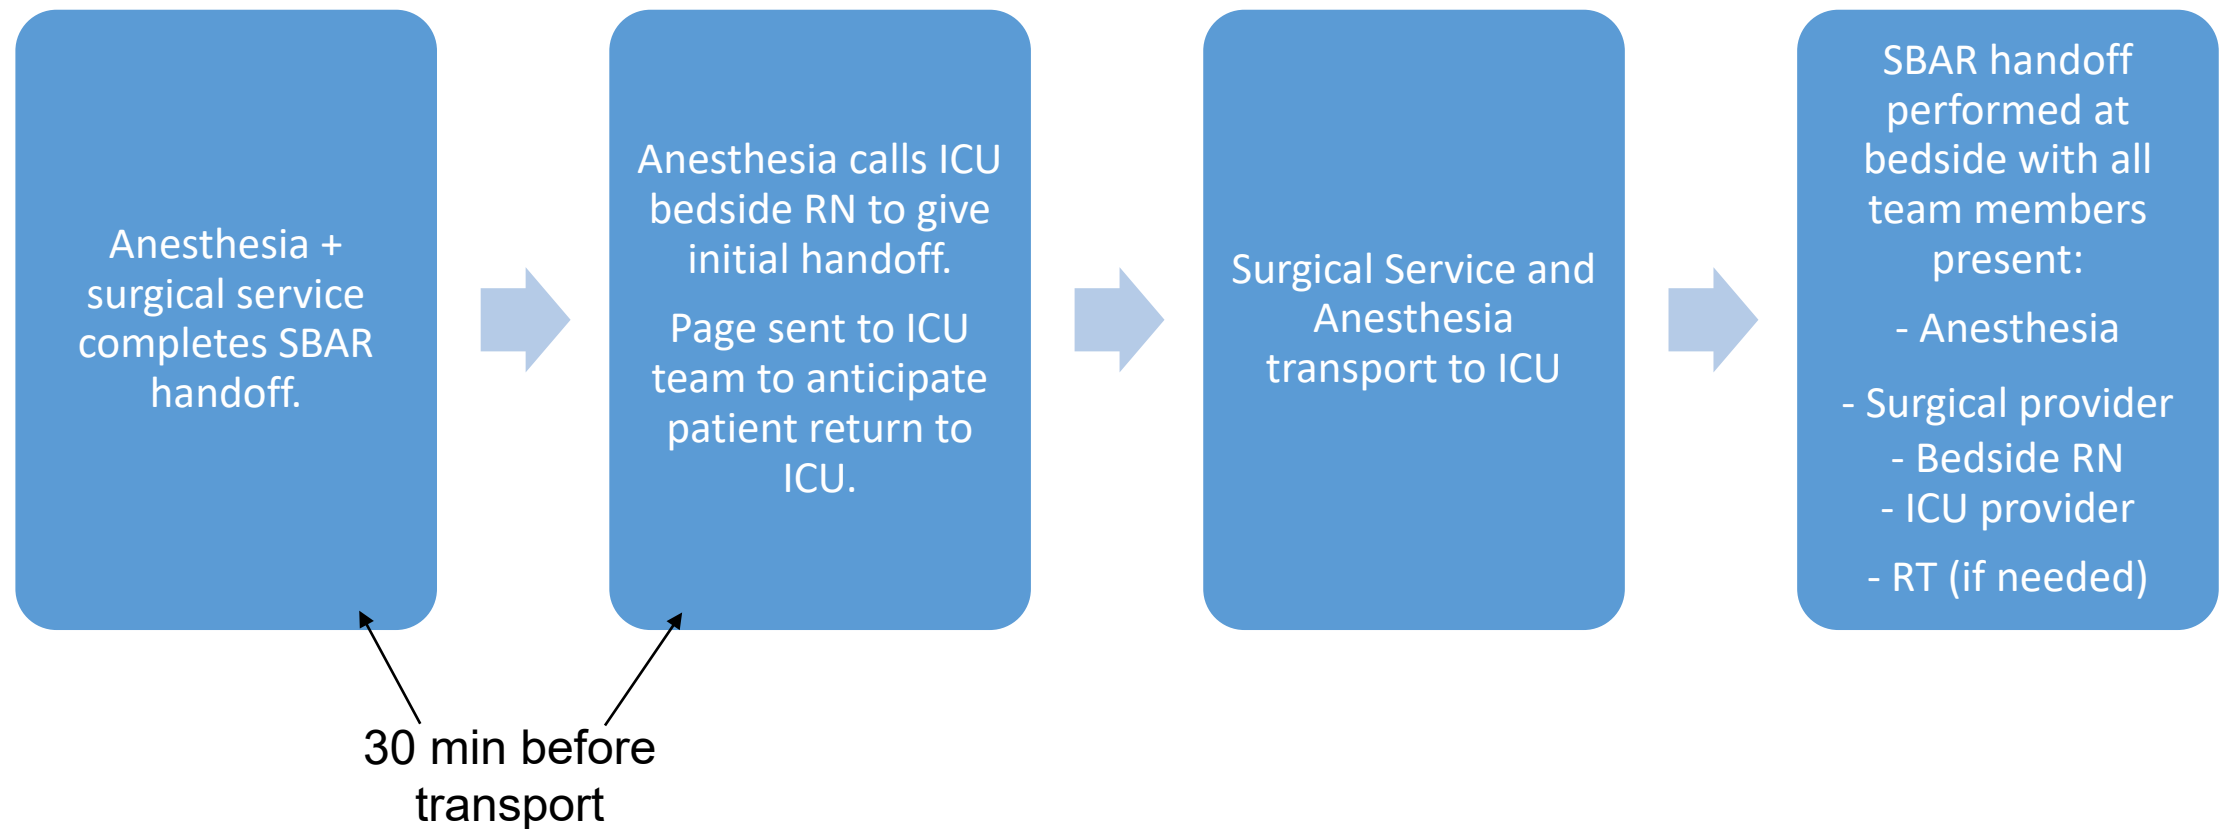 Anesthesia +
surgical service
completes SBAR
handoff.
Anesthesia calls ICU
bedside RN to give
initial handoff.
Page sent to ICU
team to anticipate
patient return to
ICU.
Surgical Service and
Anesthesia
transport to ICU
SBAR handoff
performed at
bedside with all
team members
present:
- Anesthesia
- Surgical provider
- Bedside RN
- ICU provider
- RT (if needed)
30 min before
transport